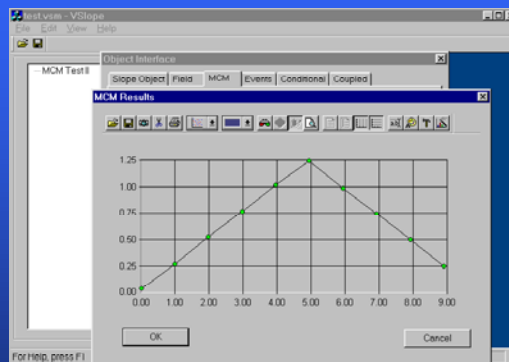 test.vsm - VSlope
File Edit View Help
MCM Test II
Object Interface
Slope Object Field MCM Events Conditional Coupled
MCM Results
1.25
1.00
0.75
0.50
0.25
0.00
0.00 1.00 2.00 3.00 4.00 5.00 6.00 7.00 8.00 9.00
OK Cancel
For Help, press F1